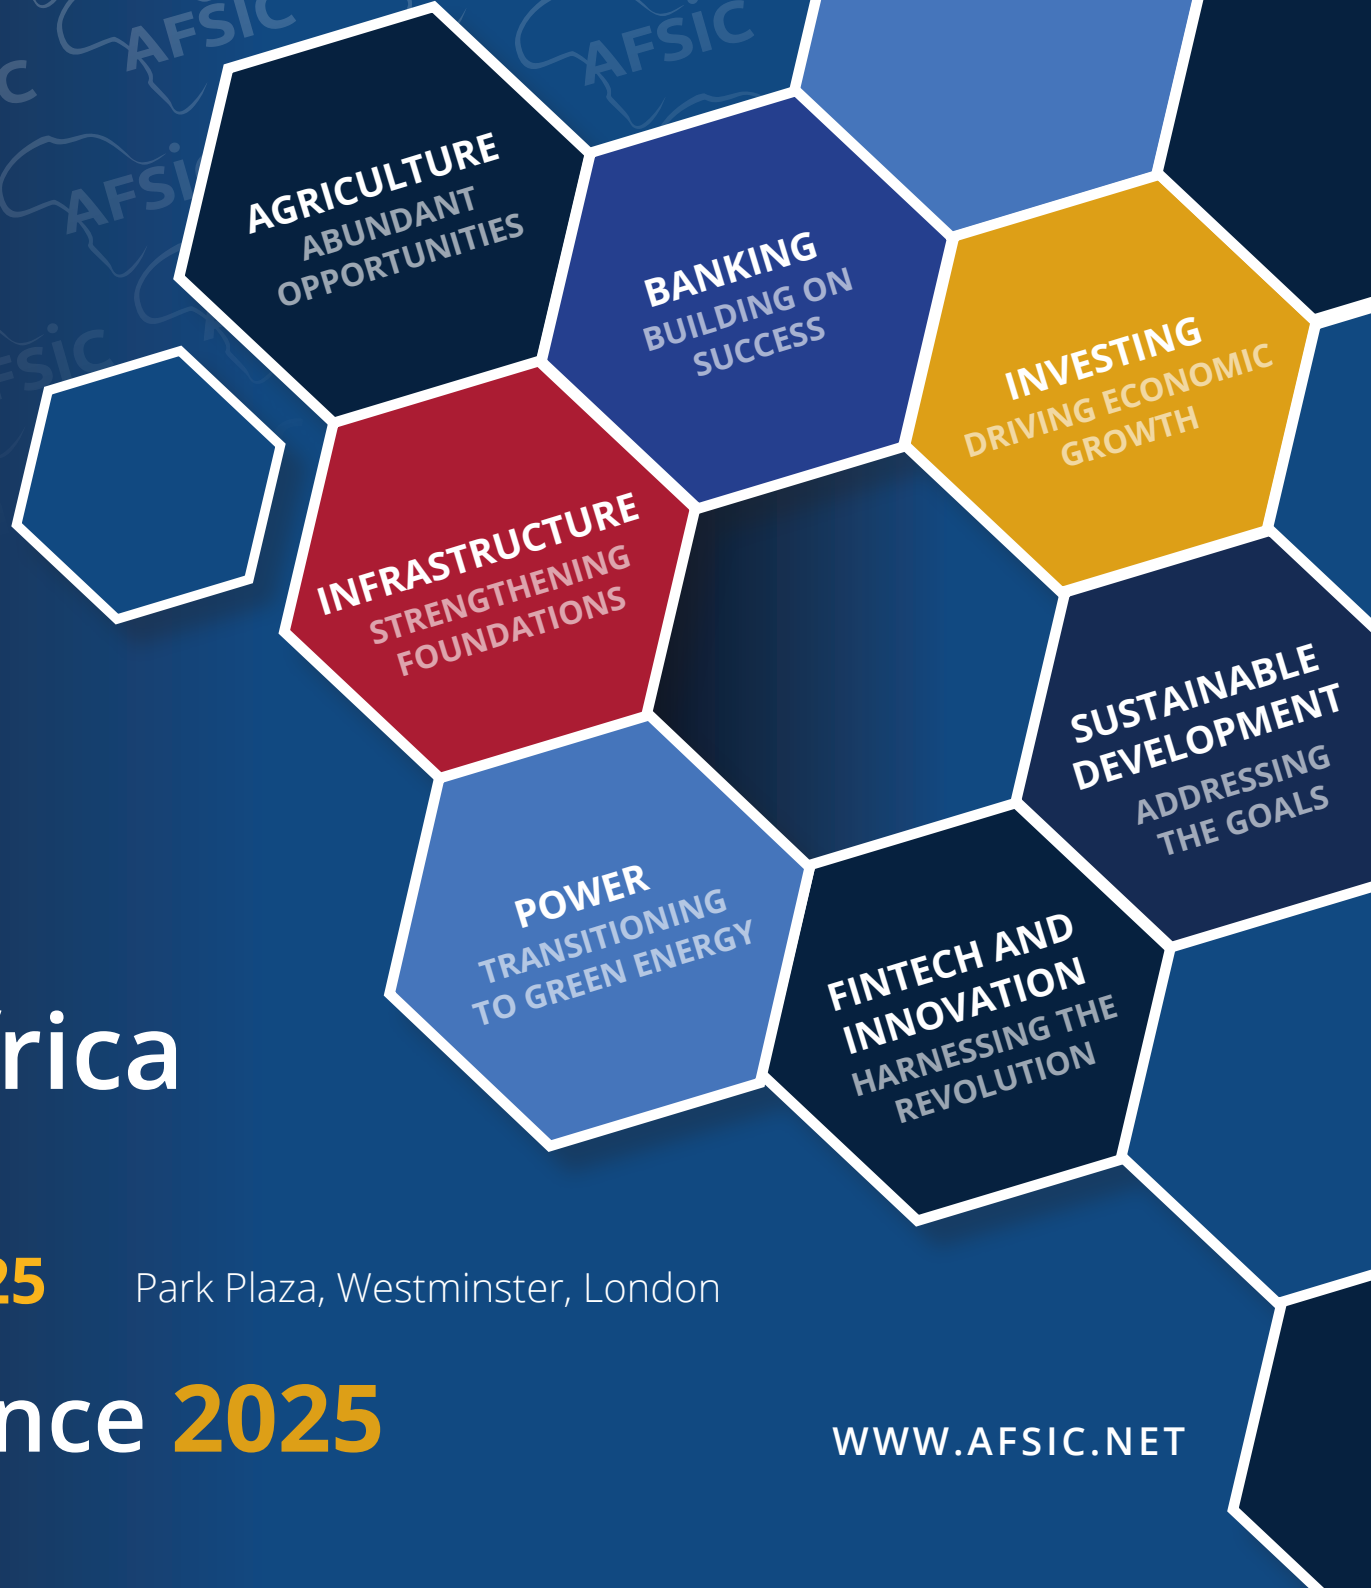 AFSIC
AFSIC
C
AFSI
FSIC
AGRICULTURE
ABUNDANT
OPPORTUNITIES
BANKING
BUILDING ON
SUCCESS
INVESTING
DRIVING ECONOMIC
GROWTH
INFRASTRUCTURE
STRENGTHENING
FOUNDATIONS
SUSTAINABLE
DEVELOPMENT
ADDRESSING
THE GOALS
POWER
TRANSITIONING
TO GREEN ENERGY
FINTECH AND
INNOVATION
HARNESSING THE
REVOLUTION
rica
25 Park Plaza, Westminster, London
nce 2025
WWW.AFSIC.NET